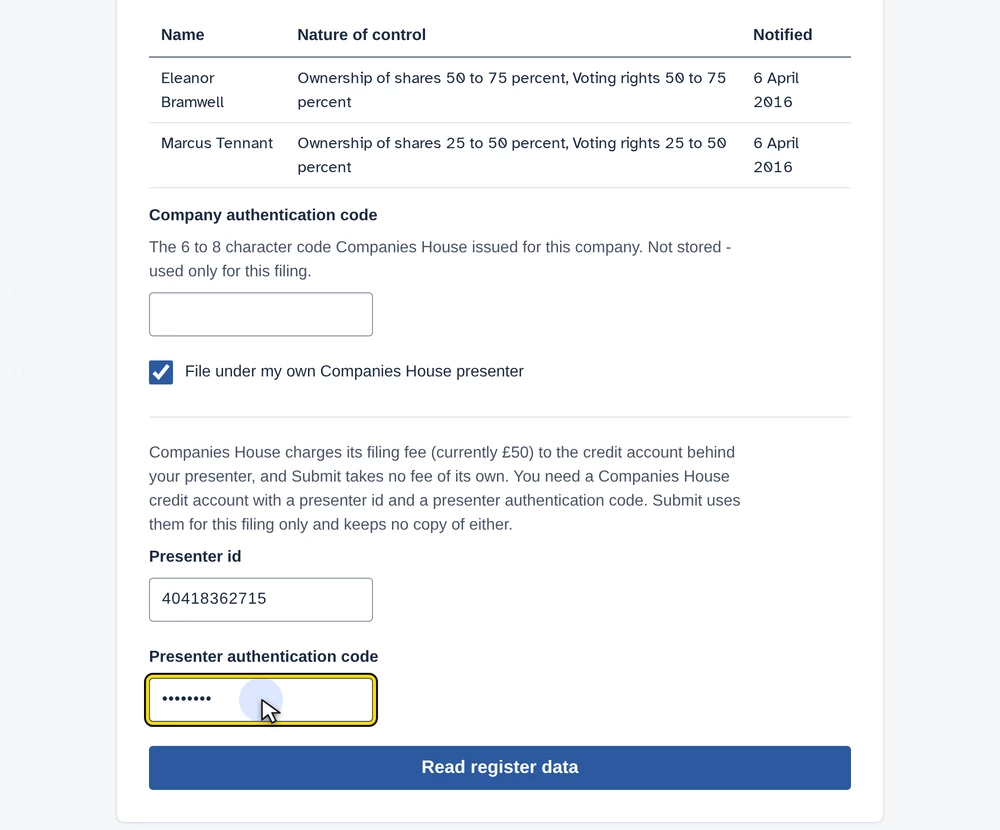 Name Nature of control Notified
Eleanor Bramwell Ownership of shares 50 to 75 percent, Voting rights 50 to 75 percent 6 April 2016
Marcus Tennant Ownership of shares 25 to 50 percent, Voting rights 25 to 50 percent 6 April 2016
Company authentication code
The 6 to 8 character code Companies House issued for this company. Not stored -
used only for this filing.
File under my own Companies House presenter
Companies House charges its filing fee (currently £50) to the credit account behind
your presenter, and Submit takes no fee of its own. You need a Companies House
credit account with a presenter id and a presenter authentication code. Submit uses
them for this filing only and keeps no copy of either.
Presenter id
40418362715
Presenter authentication code
••••••••
Read register data